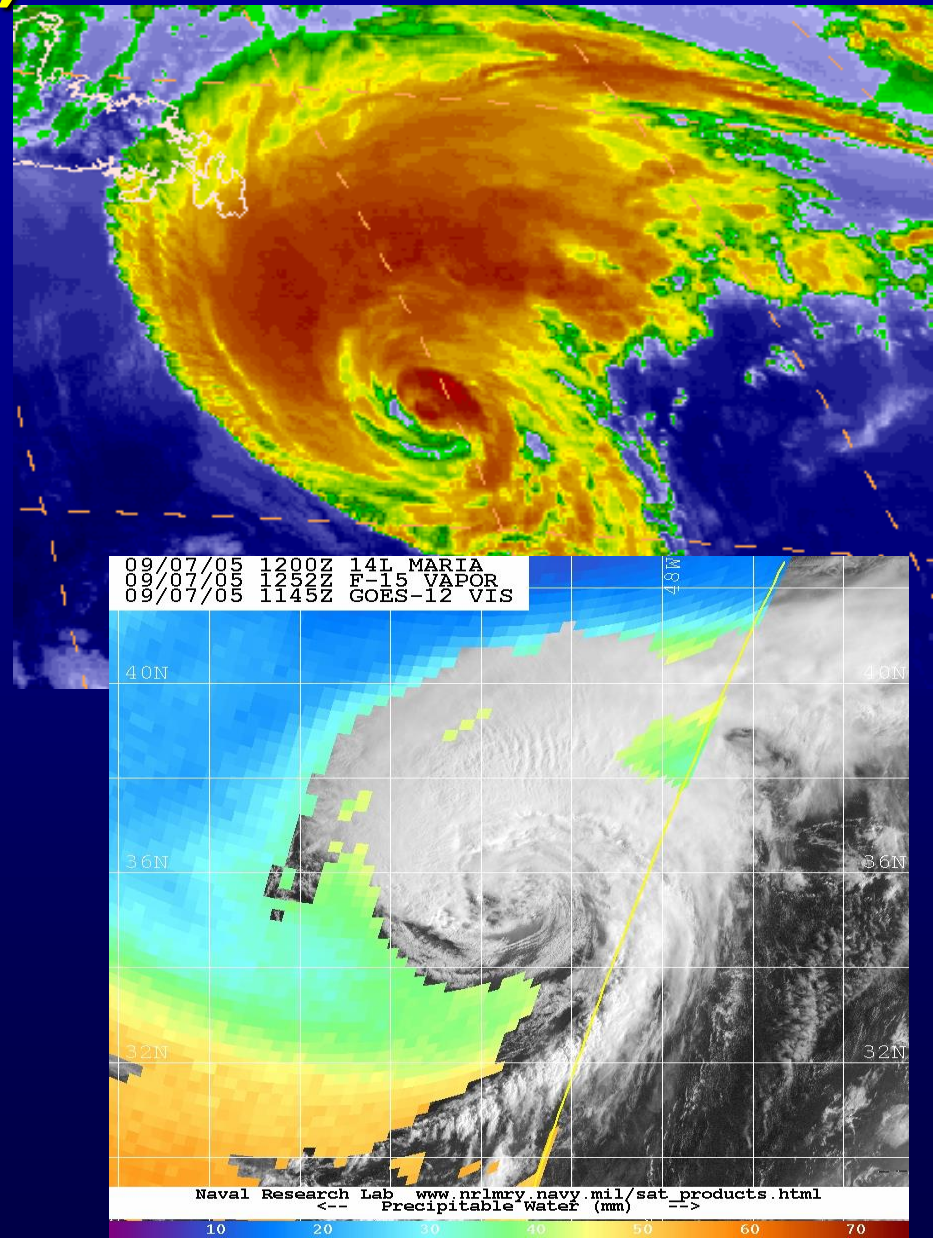 09/07/05 1200Z 14L MARIA
09/07/05 1252Z F-15 VAPOR
09/07/05 1145Z GOES-12 VIS
48W
40N 40N
36N 36N
32N 32N
Naval Research Lab www.nrlmry.navy.mil/sat_products.html
<-- Precipitable Water (mm) -->
10 20 30 40 50 60 70